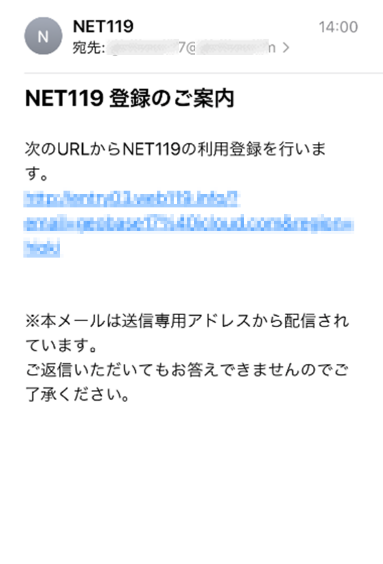 N
NET119
14:00
宛先:
NET119 登録のご案内
次のURLからNET119の利用登録を行いま
す。
※本メールは送信専用アドレスから配信され
ています。
ご返信いただいてもお答えできませんのでご
了承ください。